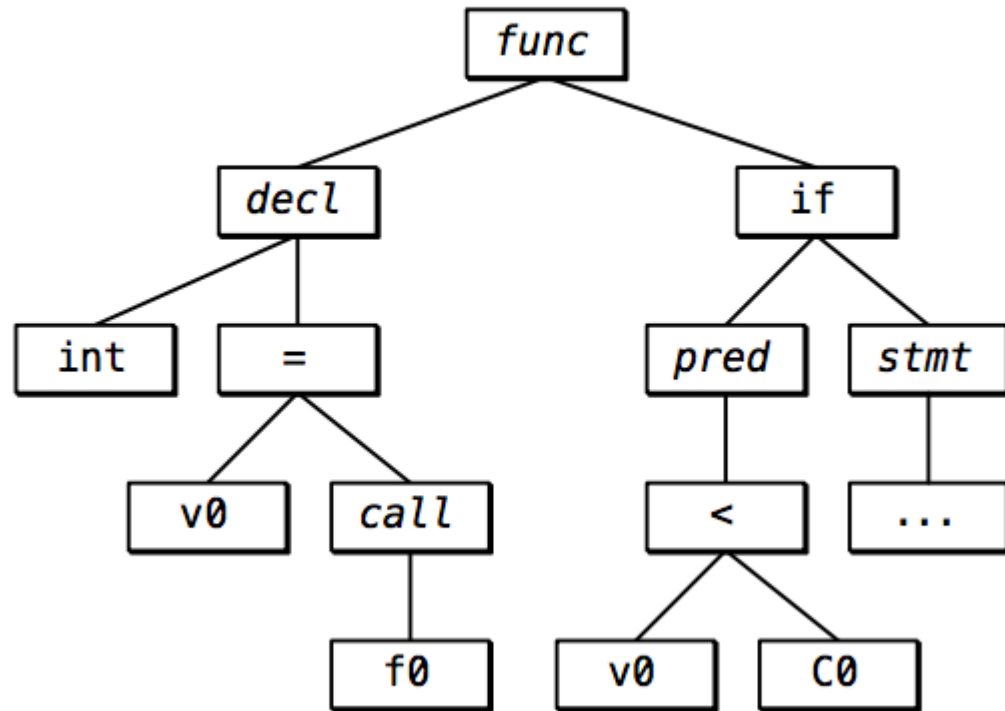 func
decl if
int = pred stmt
v0 call < ...
f0 v0 C0